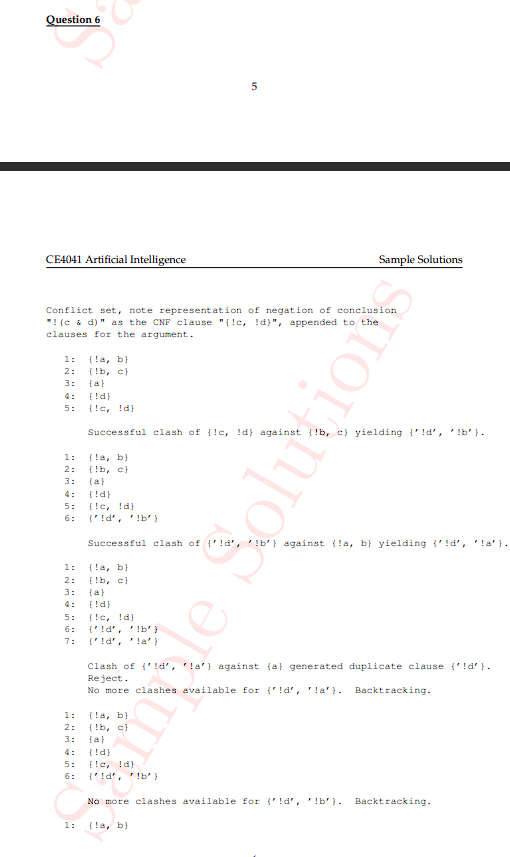 Question 6
5
CE4041 Artificial Intelligence Sample Solutions
Conflict set, note representation of negation of conclusion
"!(c & d)" as the CNF clause "{!c, !d}", appended to the
clauses for the argument.
1: {!a, b}
2: {!b, c}
3: {a}
4: {!d}
5: {!c, !d}
Successful clash of {!c, !d} against {!b, c} yielding {'!d', '!b'}.
1: {!a, b}
2: {!b, c}
3: {a}
4: {!d}
5: {!c, !d}
6: {'!d', '!b'}
Successful clash of {'!d', '!b'} against {!a, b} yielding {'!d', '!a'}.
1: {!a, b}
2: {!b, c}
3: {a}
4: {!d}
5: {!c, !d}
6: {'!d', '!b'}
7: {'!d', '!a'}
Clash of {'!d', '!a'} against {a} generated duplicate clause {'!d'}.
Reject.
No more clashes available for {'!d', '!a'}. Backtracking.
1: {!a, b}
2: {!b, c}
3: {a}
4: {!d}
5: {!c, !d}
6: {'!d', '!b'}
No more clashes available for {'!d', '!b'}. Backtracking.
1: {!a, b}
Sample Solutions